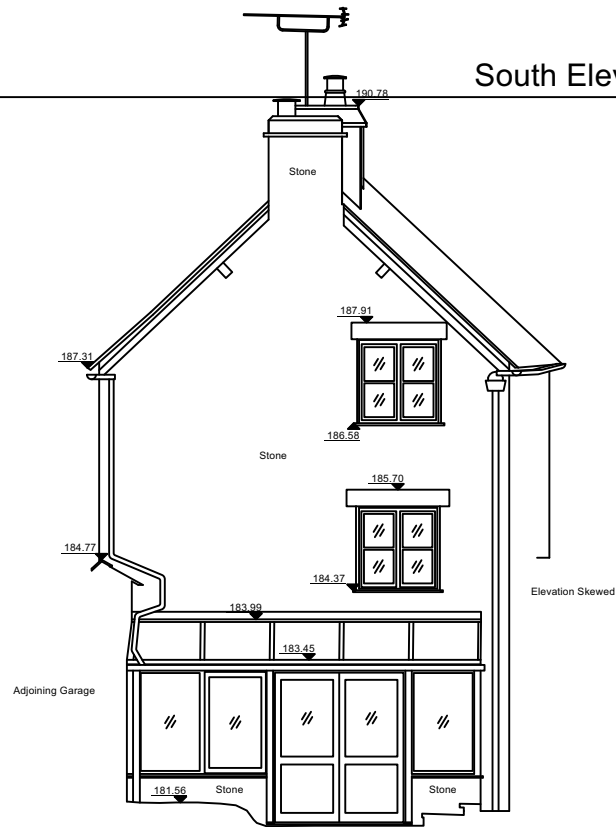 South Elev
190.78
Stone
187.91
187.31
186.58
Stone
185.70
184.77
184.37
Elevation Skewed
183.99
183.45
Adjoining Garage
181.56
Stone
Stone